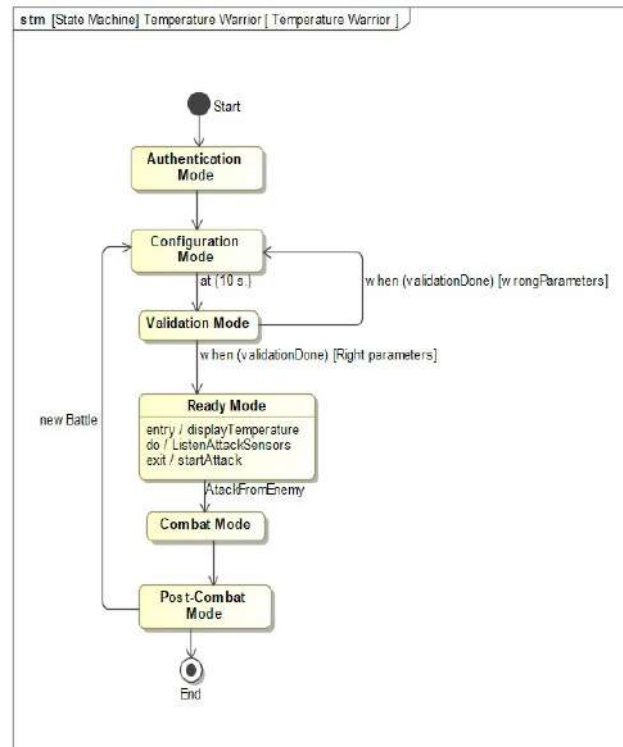 stm [State Machine] Temperature Warrior [ Temperature Warrior ]
Start
Authentication
Mode
Configuration
Mode
at (10 s.)
when (validationDone) [wrongParameters]
Validation Mode
when (validationDone) [Right parameters]
Ready Mode
entry / displayTemperature
do / ListenAttackSensors
exit / startAttack
new Battle
AtackFromEnemy
Combat Mode
Post-Combat
Mode
End